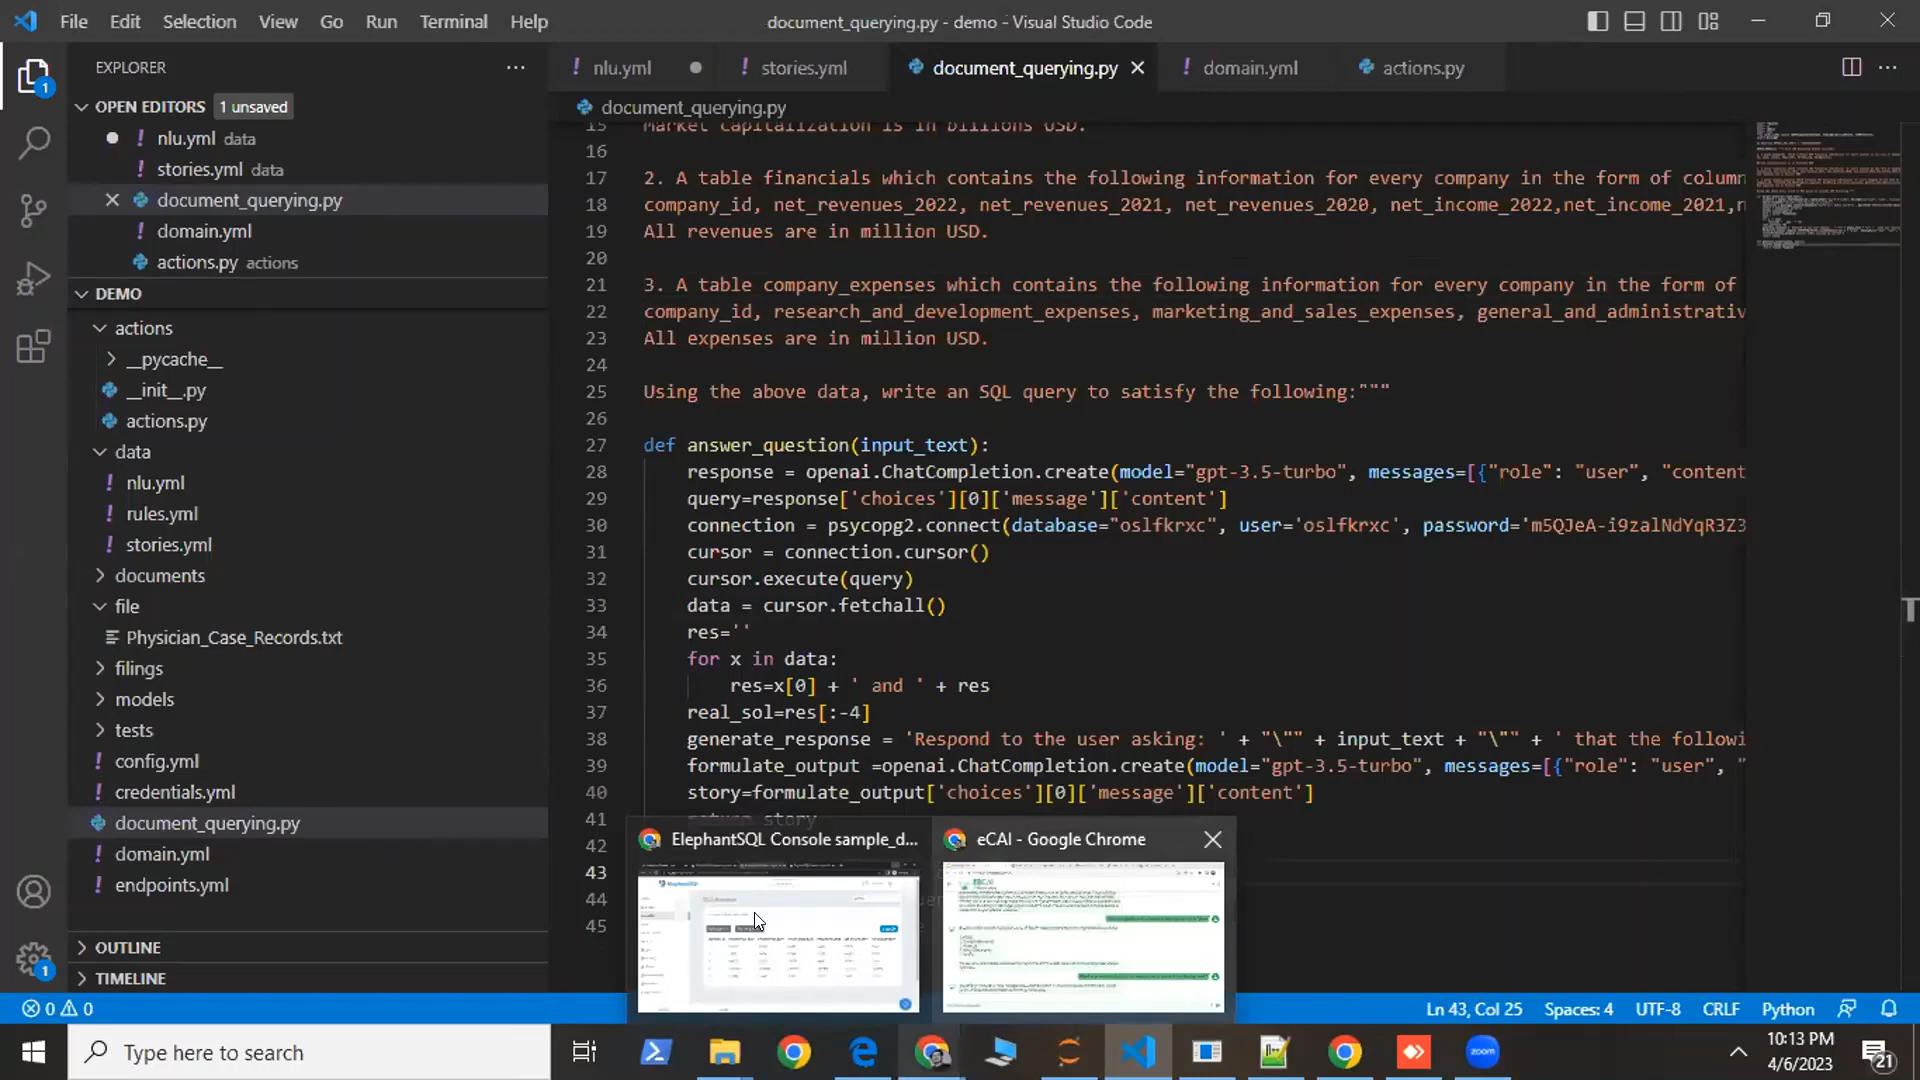 File Edit Selection View Go Run Terminal Help
document_querying.py - demo - Visual Studio Code
EXPLORER
OPEN EDITORS 1 unsaved
nlu.yml data
stories.yml data
document_querying.py
domain.yml
actions.py actions
DEMO
actions
__pycache__
__init__.py
actions.py
data
nlu.yml
rules.yml
stories.yml
documents
file
Physician_Case_Records.txt
filings
models
tests
config.yml
credentials.yml
document_querying.py
domain.yml
endpoints.yml
OUTLINE
TIMELINE
nlu.yml stories.yml document_querying.py domain.yml actions.py
document_querying.py
15 Market capitalization is in billions USD.
16
17 2. A table financials which contains the following information for every company in the form of column
18 company_id, net_revenues_2022, net_revenues_2021, net_revenues_2020, net_income_2022,net_income_2021,
19 All revenues are in million USD.
20
21 3. A table company_expenses which contains the following information for every company in the form of
22 company_id, research_and_development_expenses, marketing_and_sales_expenses, general_and_administrativ
23 All expenses are in million USD.
24
25 Using the above data, write an SQL query to satisfy the following:"""
26
27 def answer_question(input_text):
28 response = openai.ChatCompletion.create(model="gpt-3.5-turbo", messages=[{"role": "user", "content
29 query=response['choices'][0]['message']['content']
30 connection = psycopg2.connect(database="oslfkrxc", user='oslfkrxc', password='m5QJeA-i9zalNdYqR3Z3
31 cursor = connection.cursor()
32 cursor.execute(query)
33 data = cursor.fetchall()
34 res=''
35 for x in data:
36 res=x[0] + ' and ' + res
37 real_sol=res[:-4]
38 generate_response = 'Respond to the user asking: ' + "\"" + input_text + "\"" + ' that the followi
39 formulate_output =openai.ChatCompletion.create(model="gpt-3.5-turbo", messages=[{"role": "user", "
40 story=formulate_output['choices'][0]['message']['content']
41 return story
42
43
44
45
ElephantSQL Console sample_d...
eCAI - Google Chrome
0 0
Ln 43, Col 25 Spaces: 4 UTF-8 CRLF Python
Type here to search
zoom
10:13 PM
4/6/2023
21